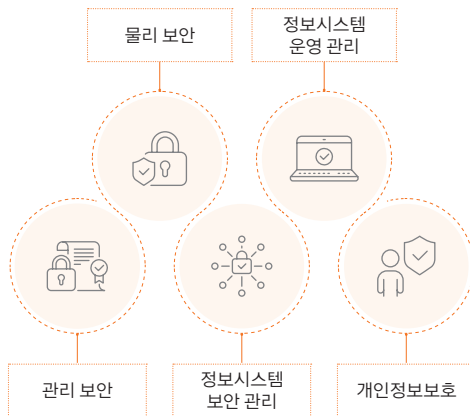 물리 보안
정보시스템
운영 관리
관리 보안
정보시스템
보안 관리
개인정보보호